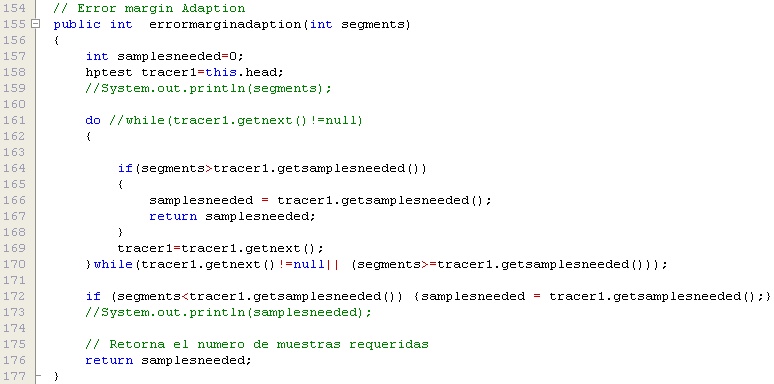 154 // Error margin Adaption
155 public int  errormarginadaption(int segments)
156 {
157     int samplesneeded=0;
158     hptest tracer1=this.head;
159     //System.out.println(segments);
160
161     do //while(tracer1.getnext()!=null)
162     {
163
164         if(segments>tracer1.getsamplesneeded())
165         {
166             samplesneeded = tracer1.getsamplesneeded();
167             return samplesneeded;
168         }
169         tracer1=tracer1.getnext();
170     }while(tracer1.getnext()!=null|| (segments>=tracer1.getsamplesneeded()));
171
172     if (segments<tracer1.getsamplesneeded()) {samplesneeded = tracer1.getsamplesneeded();}
173     //System.out.println(samplesneeded);
174
175     // Retorna el numero de muestras requeridas
176     return samplesneeded;
177 }